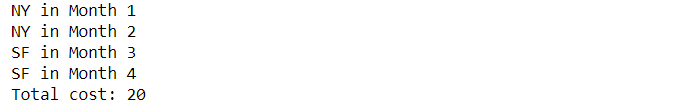 NY in Month 1
NY in Month 2
SF in Month 3
SF in Month 4
Total cost: 20